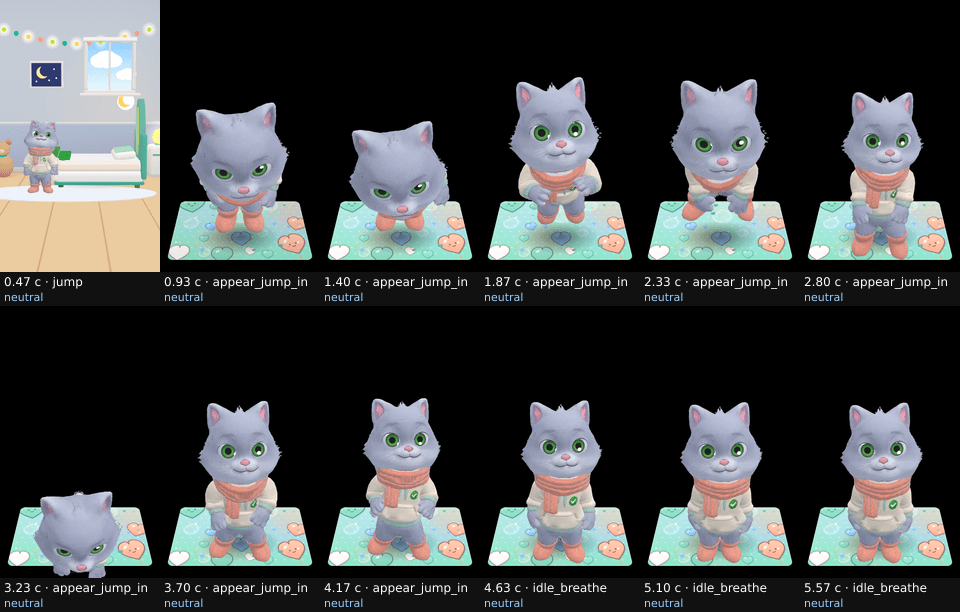 0.47 c · jump
neutral
0.93 c · appear_jump_in
neutral
1.40 c · appear_jump_in
neutral
1.87 c · appear_jump_in
neutral
2.33 c · appear_jump_in
neutral
2.80 c · appear_jump_in
neutral
3.23 c · appear_jump_in
neutral
3.70 c · appear_jump_in
neutral
4.17 c · appear_jump_in
neutral
4.63 c · idle_breathe
neutral
5.10 c · idle_breathe
neutral
5.57 c · idle_breathe
neutral